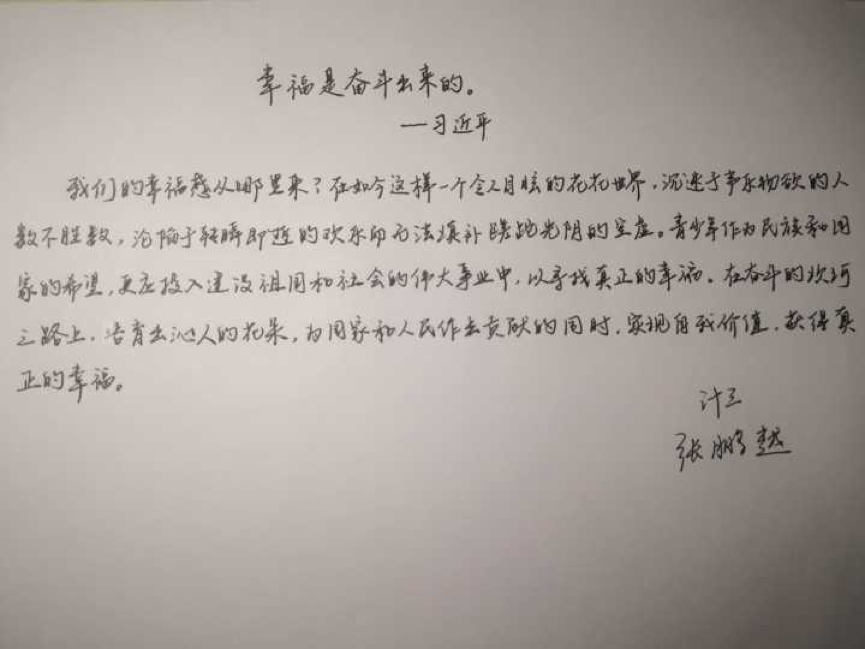 幸福是奋斗出来的。
—习近平
我们的幸福感从哪里来？在如今这样一个令人目眩的花花世界，沉迷于声乐物欲的人
数不胜数，沦陷于转瞬即逝的欢乐却无法填补蹉跎光阴的空虚。青少年作为民族和国
家的希望，更应投入建设祖国和社会的伟大事业中，以寻找真正的幸福。在奋斗的坎坷
之路上，培育出沁人的花朵，为国家和人民作出贡献的同时，实现自我价值，获得真
正的幸福。
计三
张鹏越